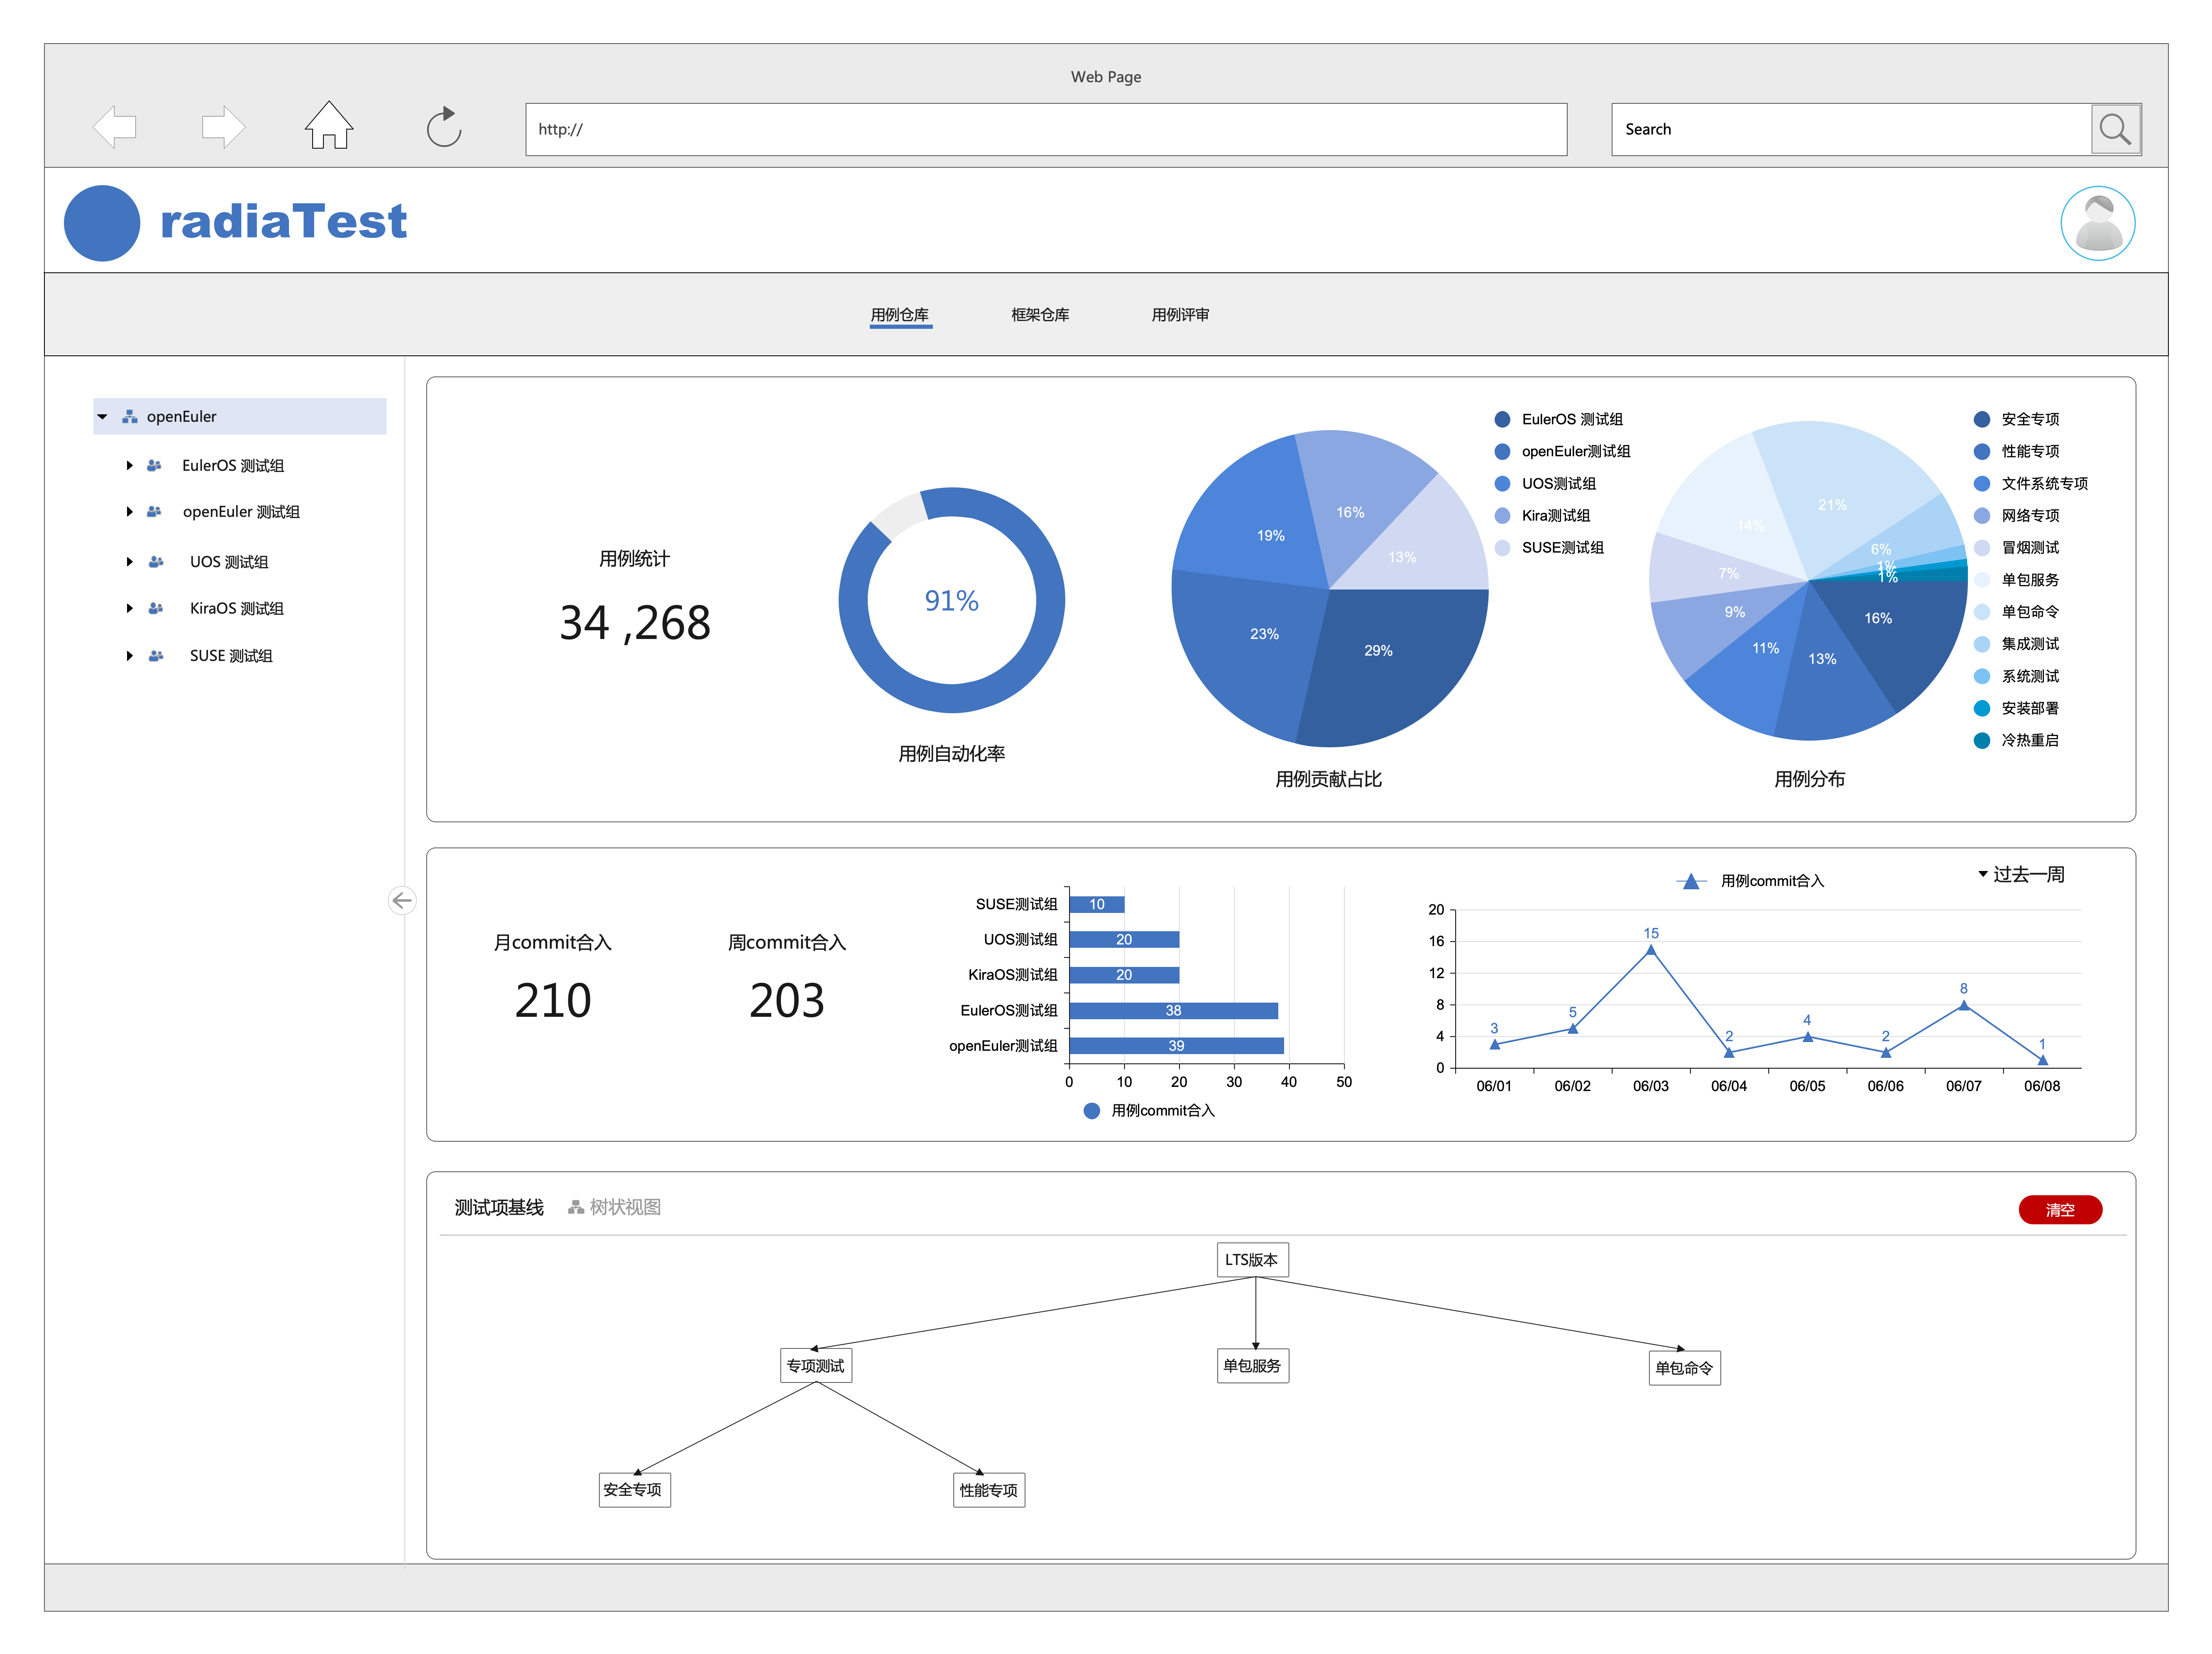 Web Page
http://
Search
radiaTest
用例仓库
框架仓库
用例评审
openEuler
EulerOS 测试组
openEuler 测试组
UOS 测试组
KiraOS 测试组
SUSE 测试组
用例统计
34 ,268
91%
用例自动化率
16%
13%
19%
23%
29%
用例贡献占比
EulerOS 测试组
openEuler测试组
UOS测试组
Kira测试组
SUSE测试组
21%
14%
6%
1%
1%
7%
9%
16%
11%
13%
用例分布
安全专项
性能专项
文件系统专项
网络专项
冒烟测试
单包服务
单包命令
集成测试
系统测试
安装部署
冷热重启
月commit合入
210
周commit合入
203
SUSE测试组
10
UOS测试组
20
KiraOS测试组
20
EulerOS测试组
38
openEuler测试组
39
0 10 20 30 40 50
用例commit合入
用例commit合入
过去一周
20
16
12
8
4
0
3
5
15
2
4
2
8
1
06/01 06/02 06/03 06/04 06/05 06/06 06/07 06/08
测试项基线
树状视图
清空
LTS版本
专项测试
单包服务
单包命令
安全专项
性能专项